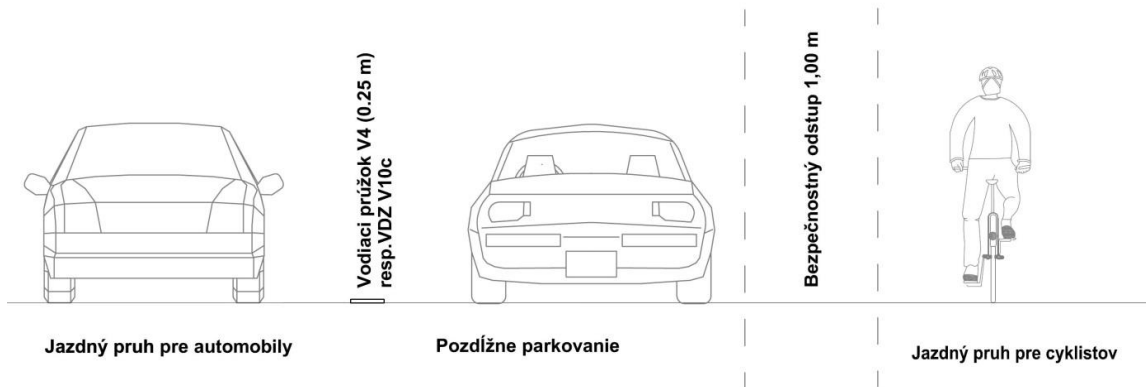 Vodiaci prúžok V4 (0.25 m)
resp.VDZ V10c
Bezpečnostný odstup 1,00 m
Jazdný pruh pre automobily
Pozdĺžne parkovanie
Jazdný pruh pre cyklistov